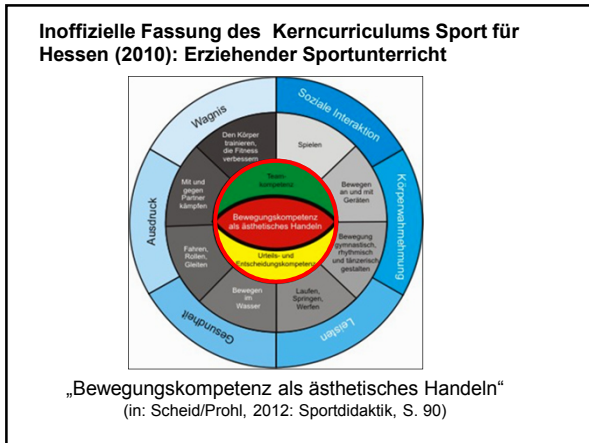 Inoffizielle Fassung des Kerncurriculums Sport für
Hessen (2010): Erziehender Sportunterricht
Wagnis
Soziale Interaktion
Körperwahrnehmung
Leisten
Gesundheit
Ausdruck
Den Körper
trainieren,
die Fitness
verbessern
Spielen
Bewegen
an und mit
Geräten
Bewegung
gymnastisch,
rhythmisch
und tänzerisch
gestalten
Laufen,
Springen,
Werfen
Bewegen
im
Wasser
Fahren,
Rollen,
Gleiten
Mit und
gegen
Partner
kämpfen
Team-
kompetenz
Bewegungskompetenz
als ästhetisches Handeln
Urteils- und
Entscheidungskompetenz
„Bewegungskompetenz als ästhetisches Handeln“
(in: Scheid/Prohl, 2012: Sportdidaktik, S. 90)